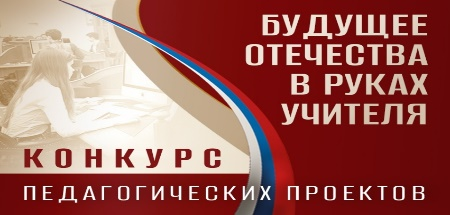 БУДУЩЕЕ
ОТЕЧЕСТВА
В РУКАХ
УЧИТЕЛЯ
КОНКУРС
ПЕДАГОГИЧЕСКИХ ПРОЕКТОВ